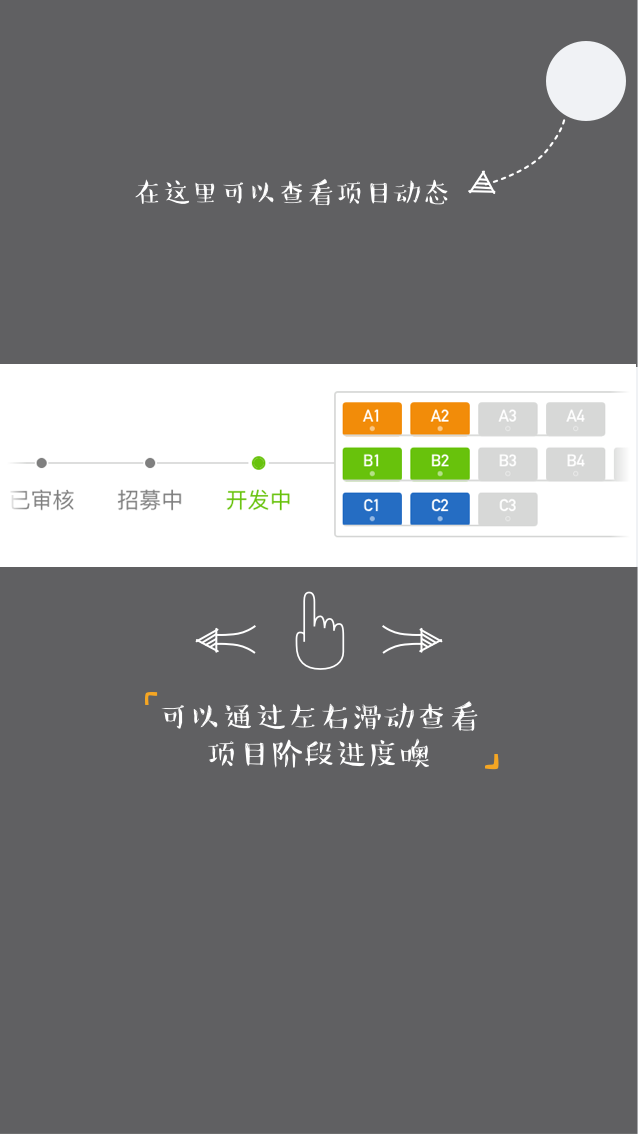 在这里可以查看项目动态
A1 A2 A3 A4
B1 B2 B3 B4
C1 C2 C3
已审核 招募中 开发中
「可以通过左右滑动查看
项目阶段进度噢」